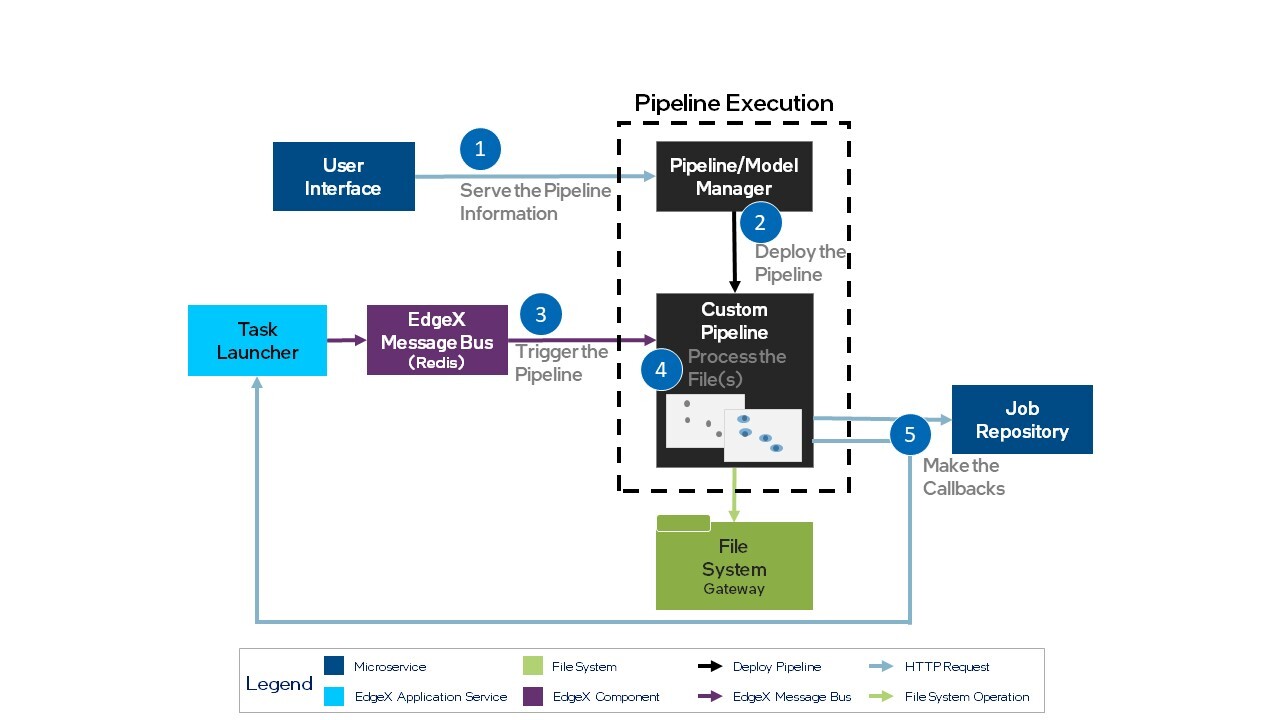 Pipeline Execution
User
Interface
1
Serve the Pipeline
Information
Pipeline/Model
Manager
2
Deploy the
Pipeline
Task
Launcher
EdgeX
Message Bus
(Redis)
3
Trigger the
Pipeline
Custom
Pipeline
4
Process the
File(s)
5
Make the
Callbacks
Job
Repository
File
System
Gateway
Legend
Microservice
File System
Deploy Pipeline
HTTP Request
EdgeX Application Service
EdgeX Component
EdgeX Message Bus
File System Operation